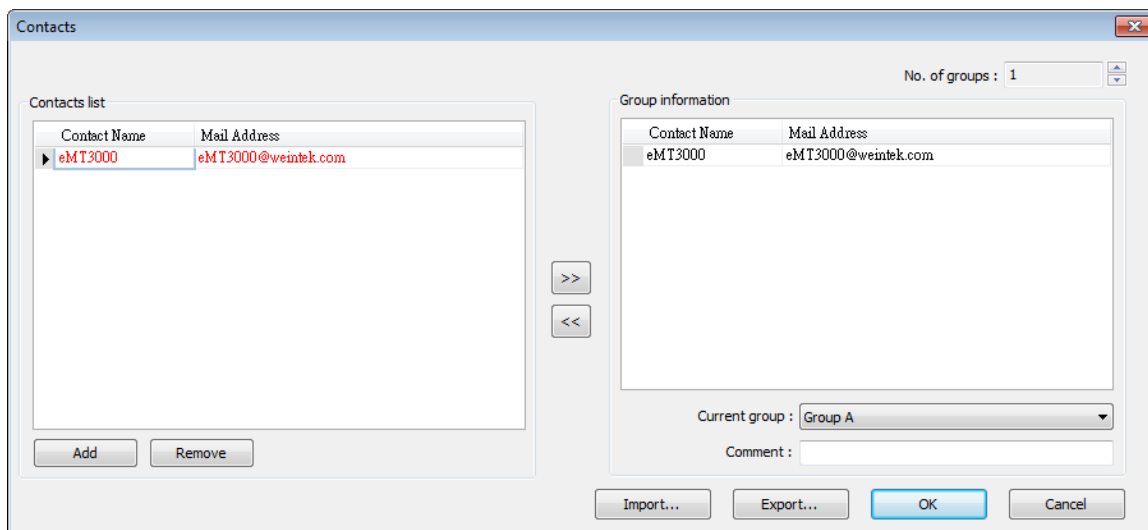 Contacts
No. of groups : 1
Contacts list
Contact Name Mail Address
eMT3000 eMT3000@weintek.com
Add Remove
>>
<<
Group information
Contact Name Mail Address
eMT3000 eMT3000@weintek.com
Current group : Group A
Comment :
Import... Export... OK Cancel